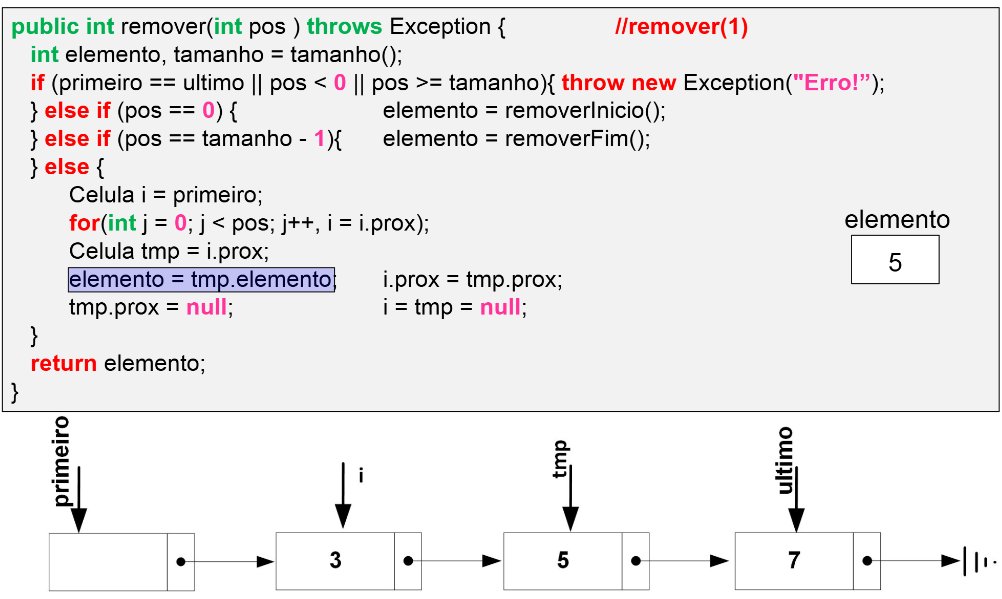 public int remover(int pos ) throws Exception { //remover(1)
int elemento, tamanho = tamanho();
if (primeiro == ultimo || pos < 0 || pos >= tamanho){ throw new Exception("Erro!”);
} else if (pos == 0) { elemento = removerInicio();
} else if (pos == tamanho - 1){ elemento = removerFim();
} else {
Celula i = primeiro;
for(int j = 0; j < pos; j++, i = i.prox);
Celula tmp = i.prox;
elemento = tmp.elemento; i.prox = tmp.prox;
tmp.prox = null; i = tmp = null;
}
return elemento;
}
elemento
5
primeiro
i
tmp
ultimo
3
5
7